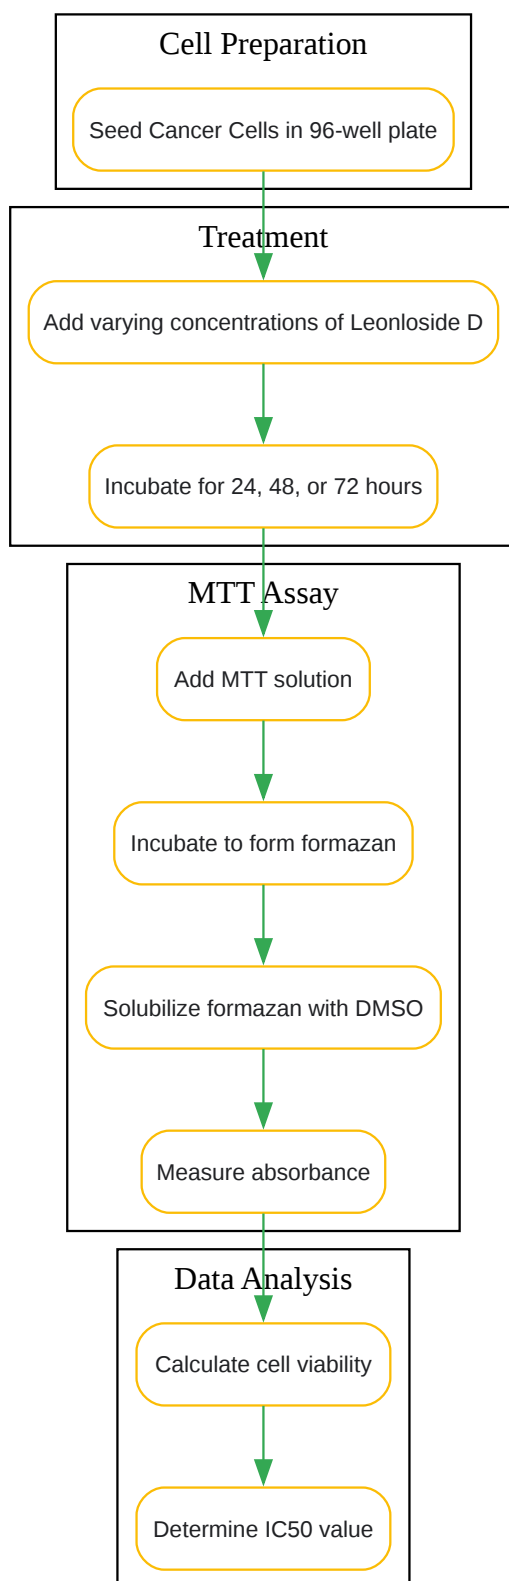 Cell Preparation
Seed Cancer Cells in 96-well plate
Treatment
Add varying concentrations of Leonloside D
Incubate for 24, 48, or 72 hours
MTT Assay
Add MTT solution
Incubate to form formazan
Solubilize formazan with DMSO
Measure absorbance
Data Analysis
Calculate cell viability
Determine IC50 value